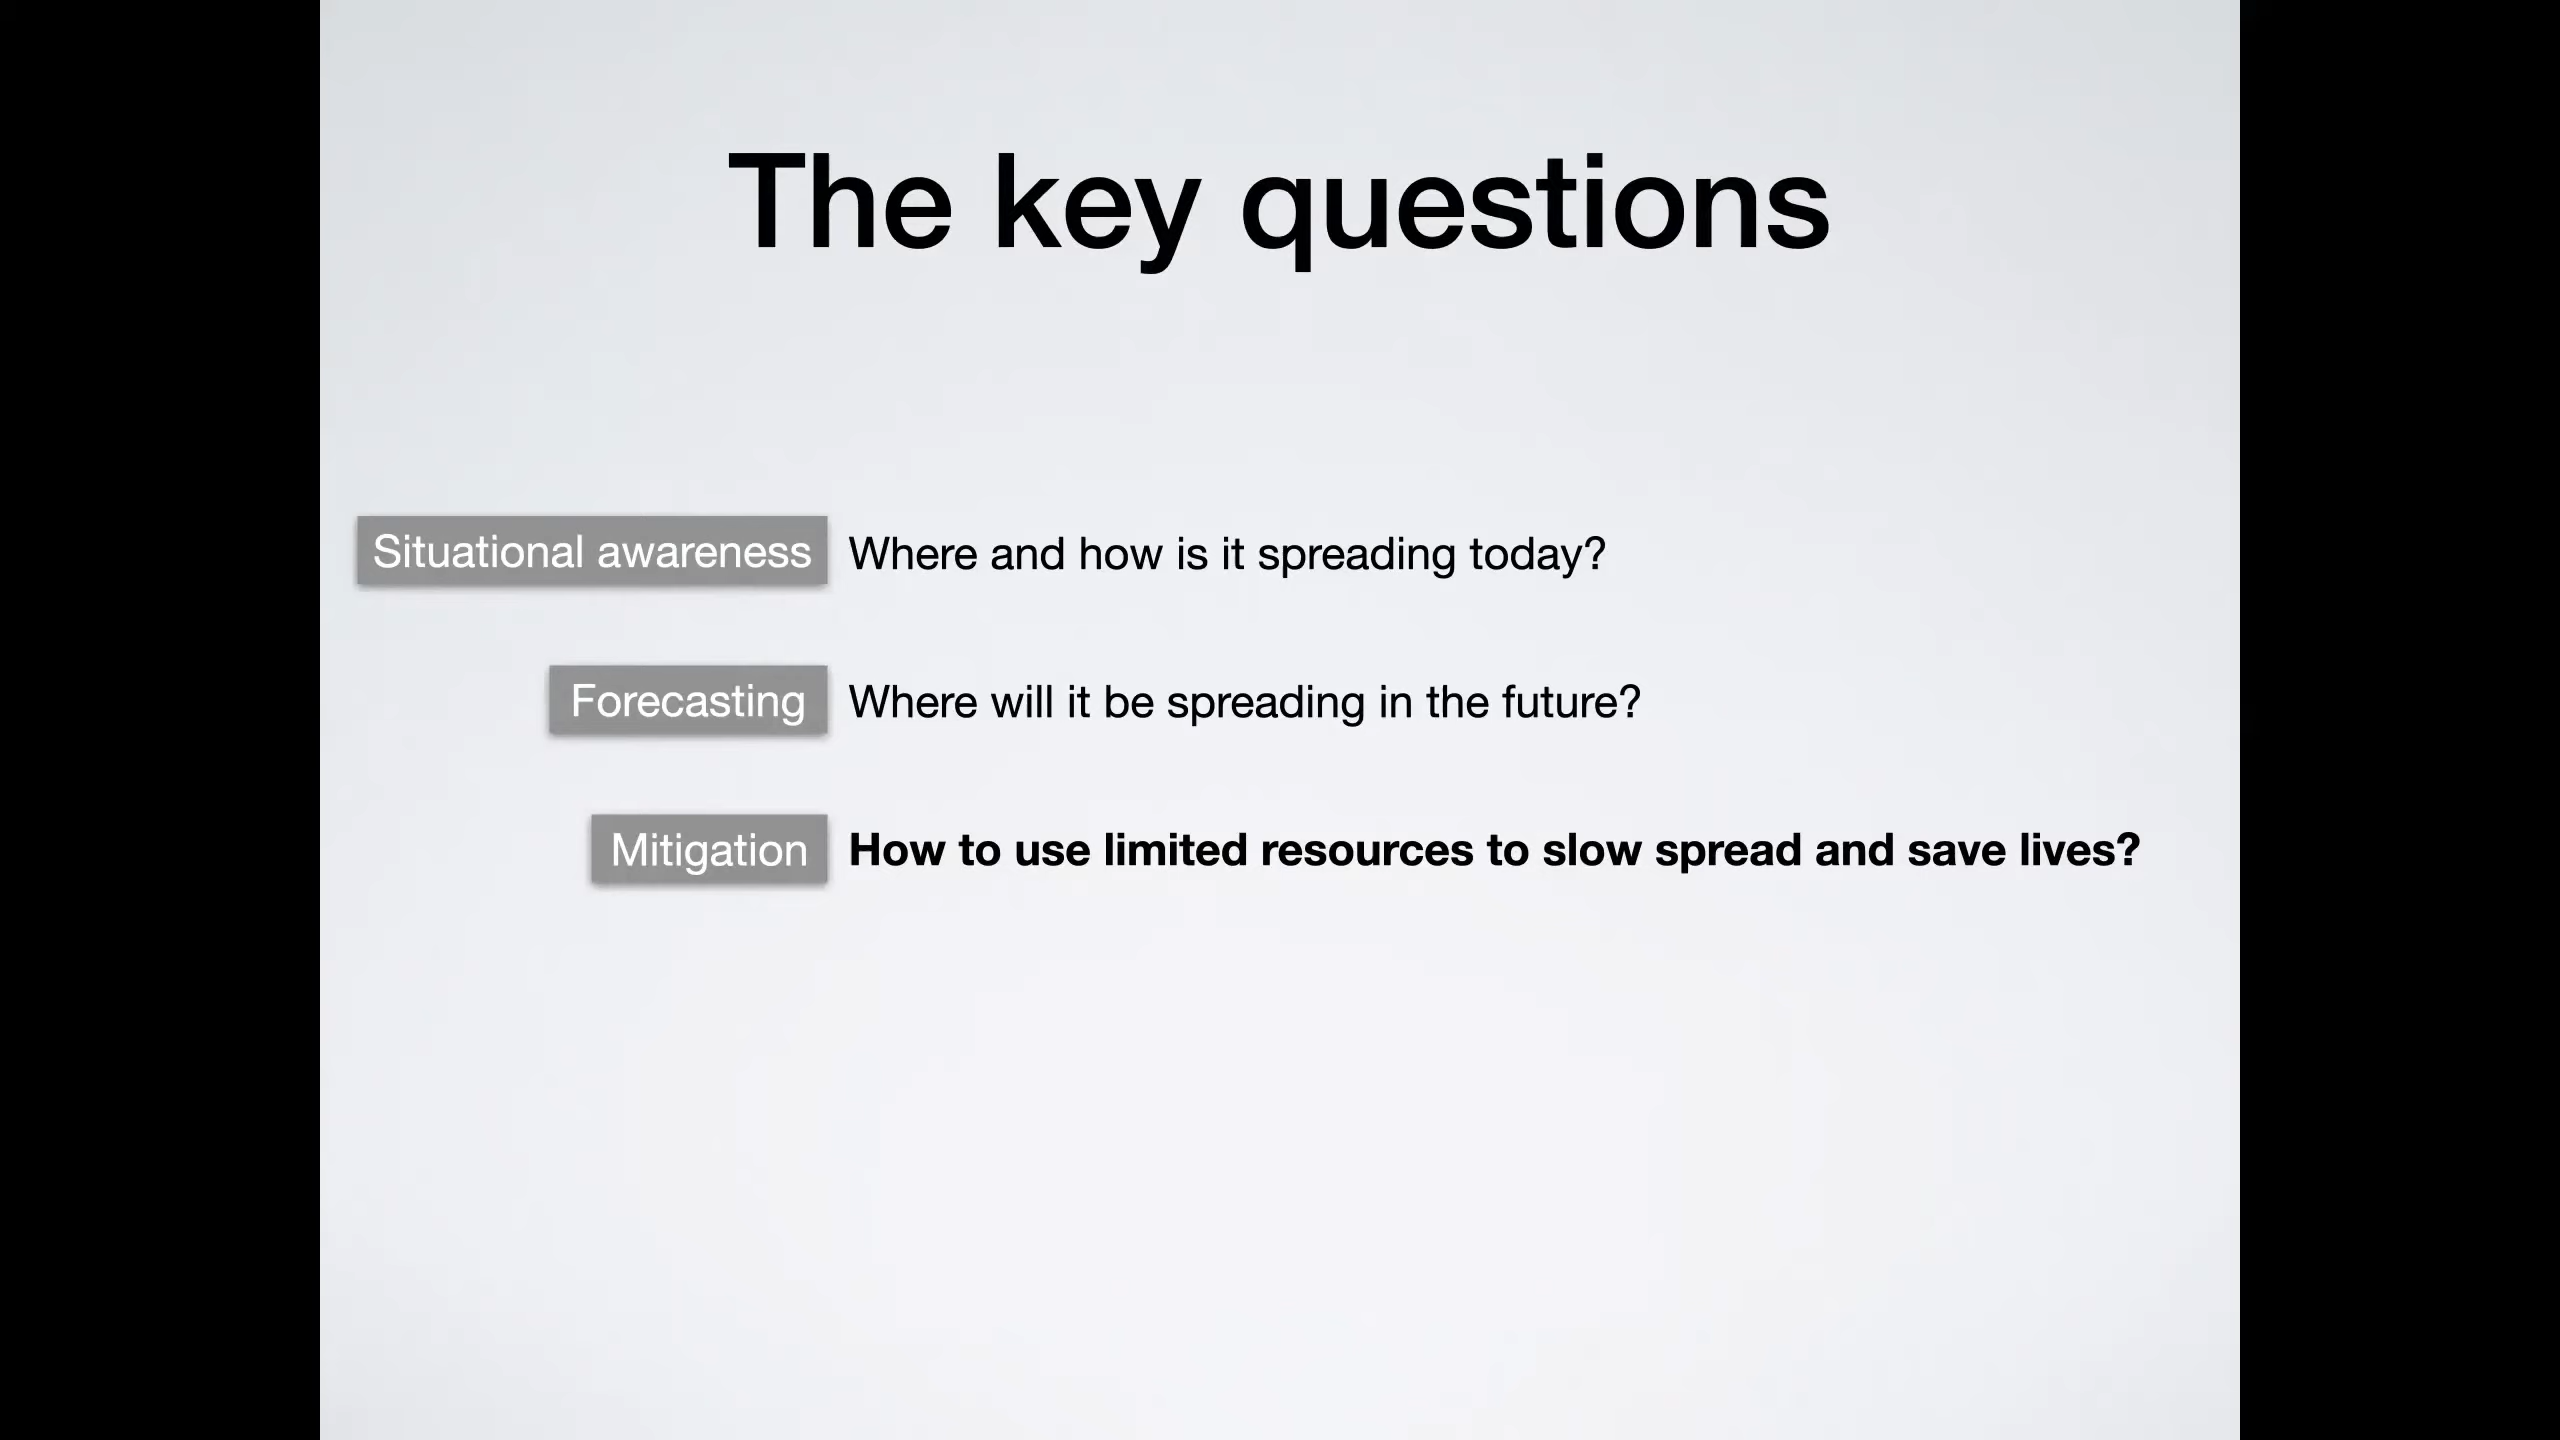 The key questions
Situational awareness Where and how is it spreading today?
Forecasting Where will it be spreading in the future?
Mitigation How to use limited resources to slow spread and save lives?